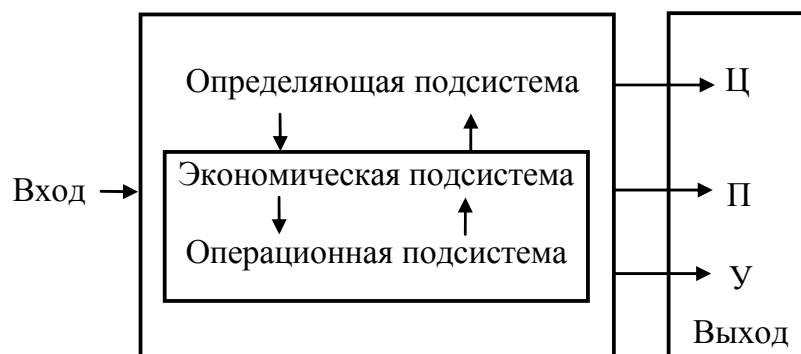 Определяющая подсистема
Ц
Экономическая подсистема
Вход
П
Операционная подсистема
У
Выход